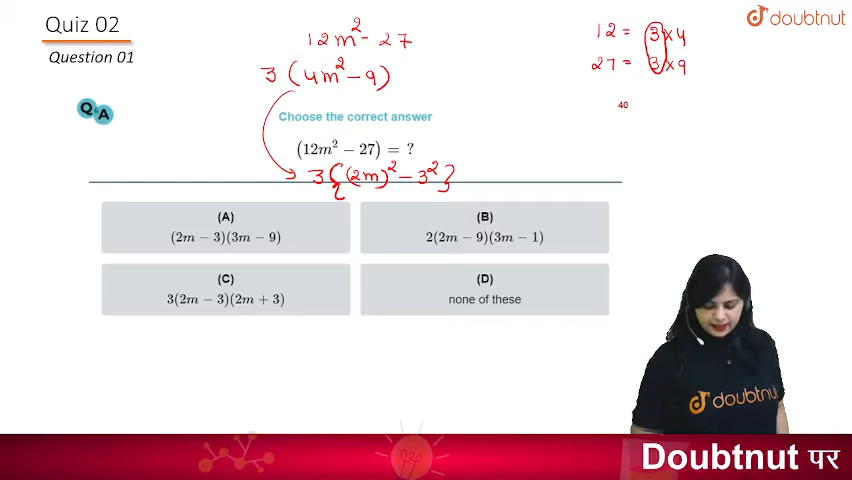 Quiz 02
Question 01
12m² - 27
3 (4m² - 9)
12 = 3 x 4
27 = 3 x 9
doubtnut
40
Q&A
Choose the correct answer
(12m² − 27) = ?
3{(2m)² - 3²}
(A)
(2m − 3)(3m − 9)
(B)
2(2m − 9)(3m − 1)
(C)
3(2m − 3)(2m + 3)
(D)
none of these
doubtnut
Doubtnut पर